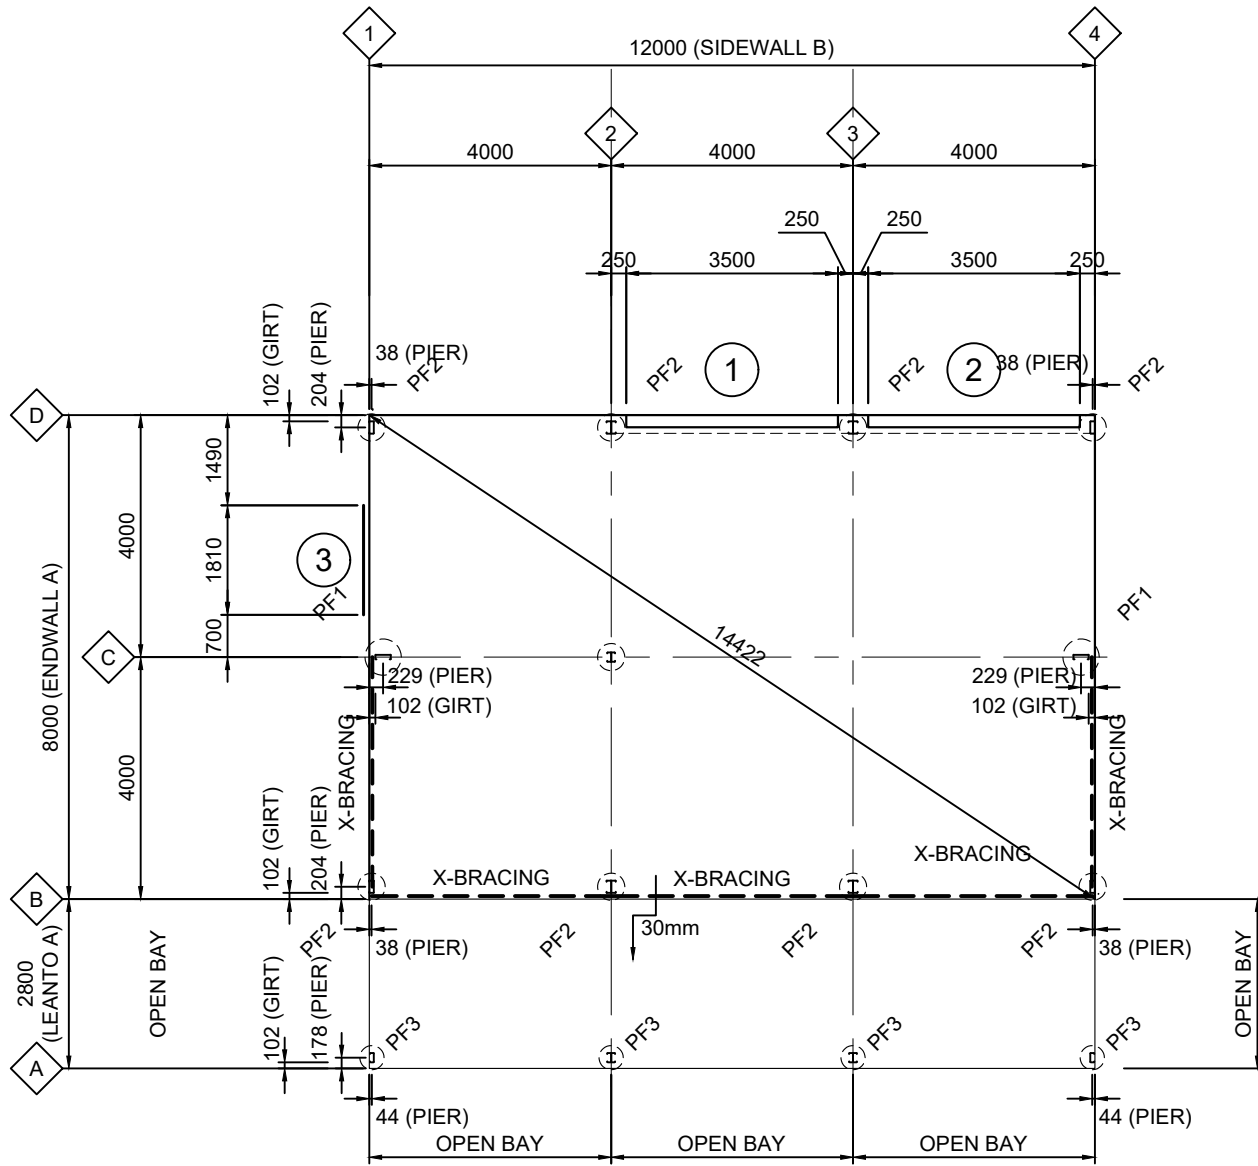 1
4
12000 (SIDEWALL B)
2
3
4000
4000
4000
250
250
250
3500
3500
250
102 (GIRT)
204 (PIER)
38 (PIER)
PF2
PF2
1
PF2
2
38 (PIER)
PF2
D
1490
4000
1810
3
PF1
PF1
700
C
14422
8000 (ENDWALL A)
229 (PIER)
102 (GIRT)
229 (PIER)
102 (GIRT)
4000
X-BRACING
X-BRACING
102 (GIRT)
204 (PIER)
X-BRACING
X-BRACING
X-BRACING
B
30mm
PF2
38 (PIER)
PF2
PF2
PF2
38 (PIER)
2800
(LEANTO A)
OPEN BAY
OPEN BAY
102 (GIRT)
178 (PIER)
PF3
PF3
PF3
PF3
A
44 (PIER)
44 (PIER)
OPEN BAY
OPEN BAY
OPEN BAY